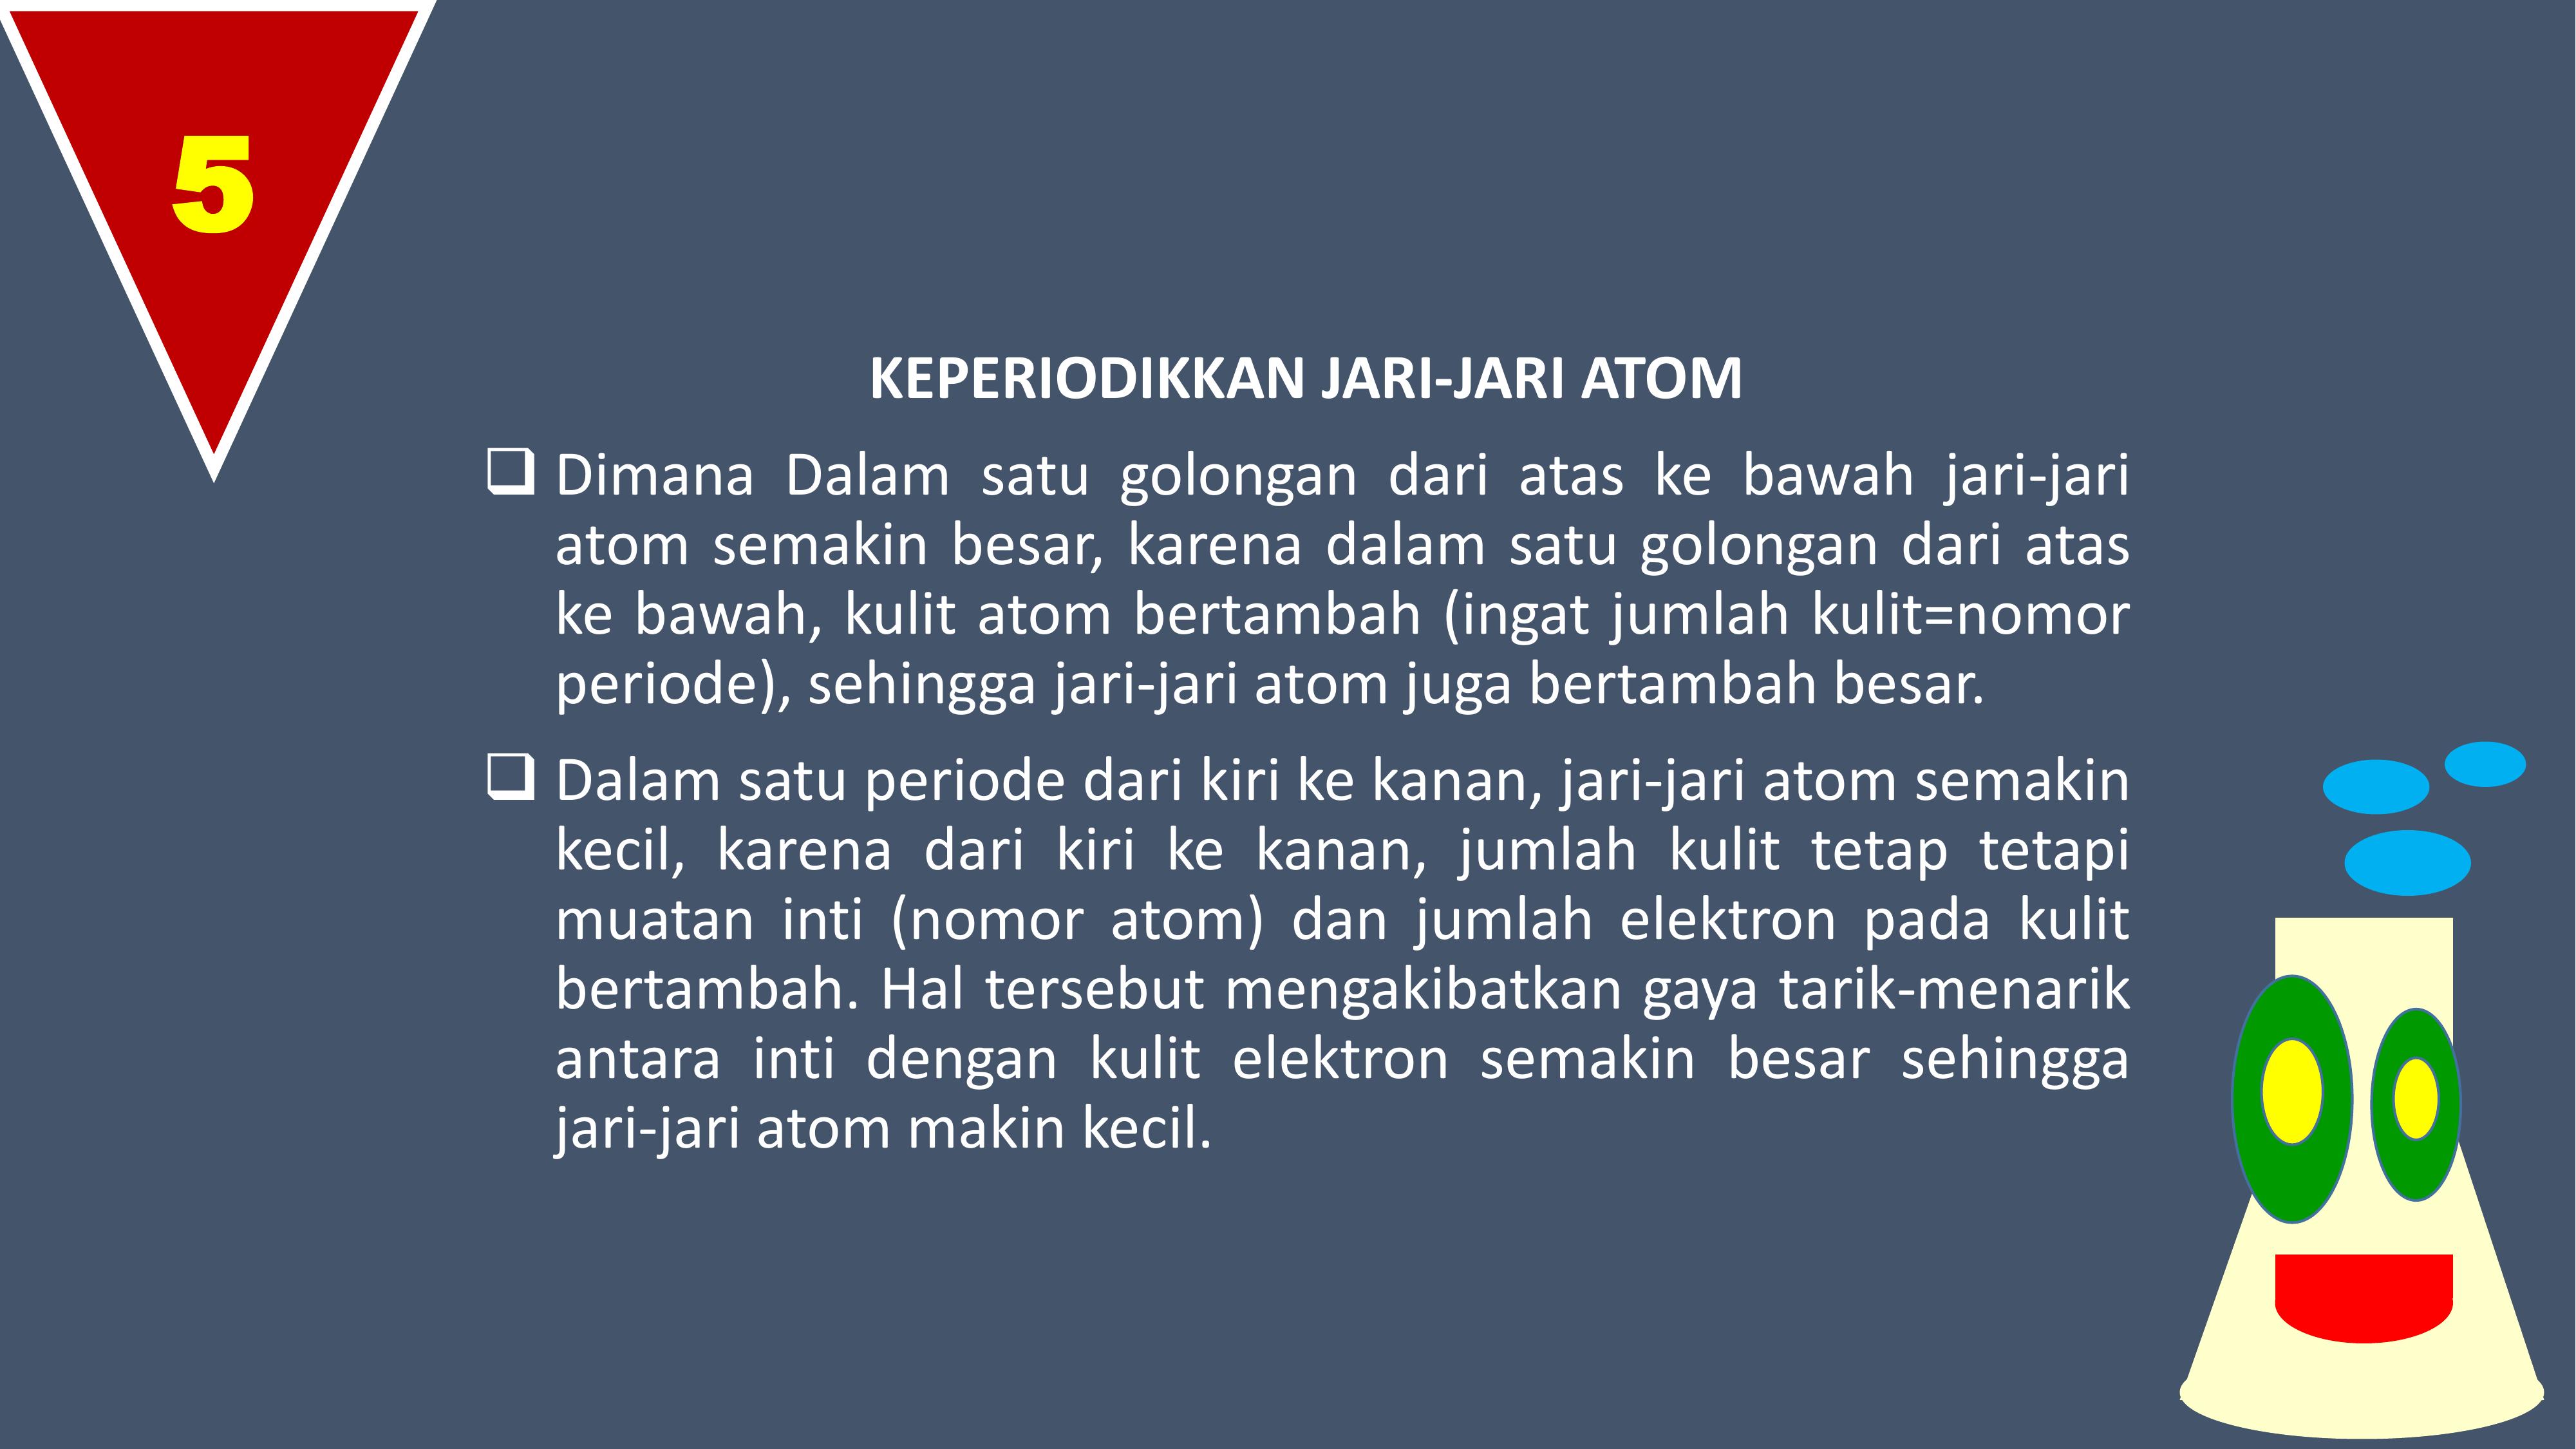 5
KEPERIODIKKAN JARI-JARI ATOM
Dimana Dalam satu golongan dari atas ke bawah jari-jari
atom semakin besar, karena dalam satu golongan dari atas
ke bawah, kulit atom bertambah (ingat jumlah kulit=nomor
periode), sehingga jari-jari atom juga bertambah besar.
Dalam satu periode dari kiri ke kanan, jari-jari atom semakin
kecil, karena dari kiri ke kanan, jumlah kulit tetap tetapi
muatan inti (nomor atom) dan jumlah elektron pada kulit
bertambah. Hal tersebut mengakibatkan gaya tarik-menarik
antara inti dengan kulit elektron semakin besar sehingga
jari-jari atom makin kecil.